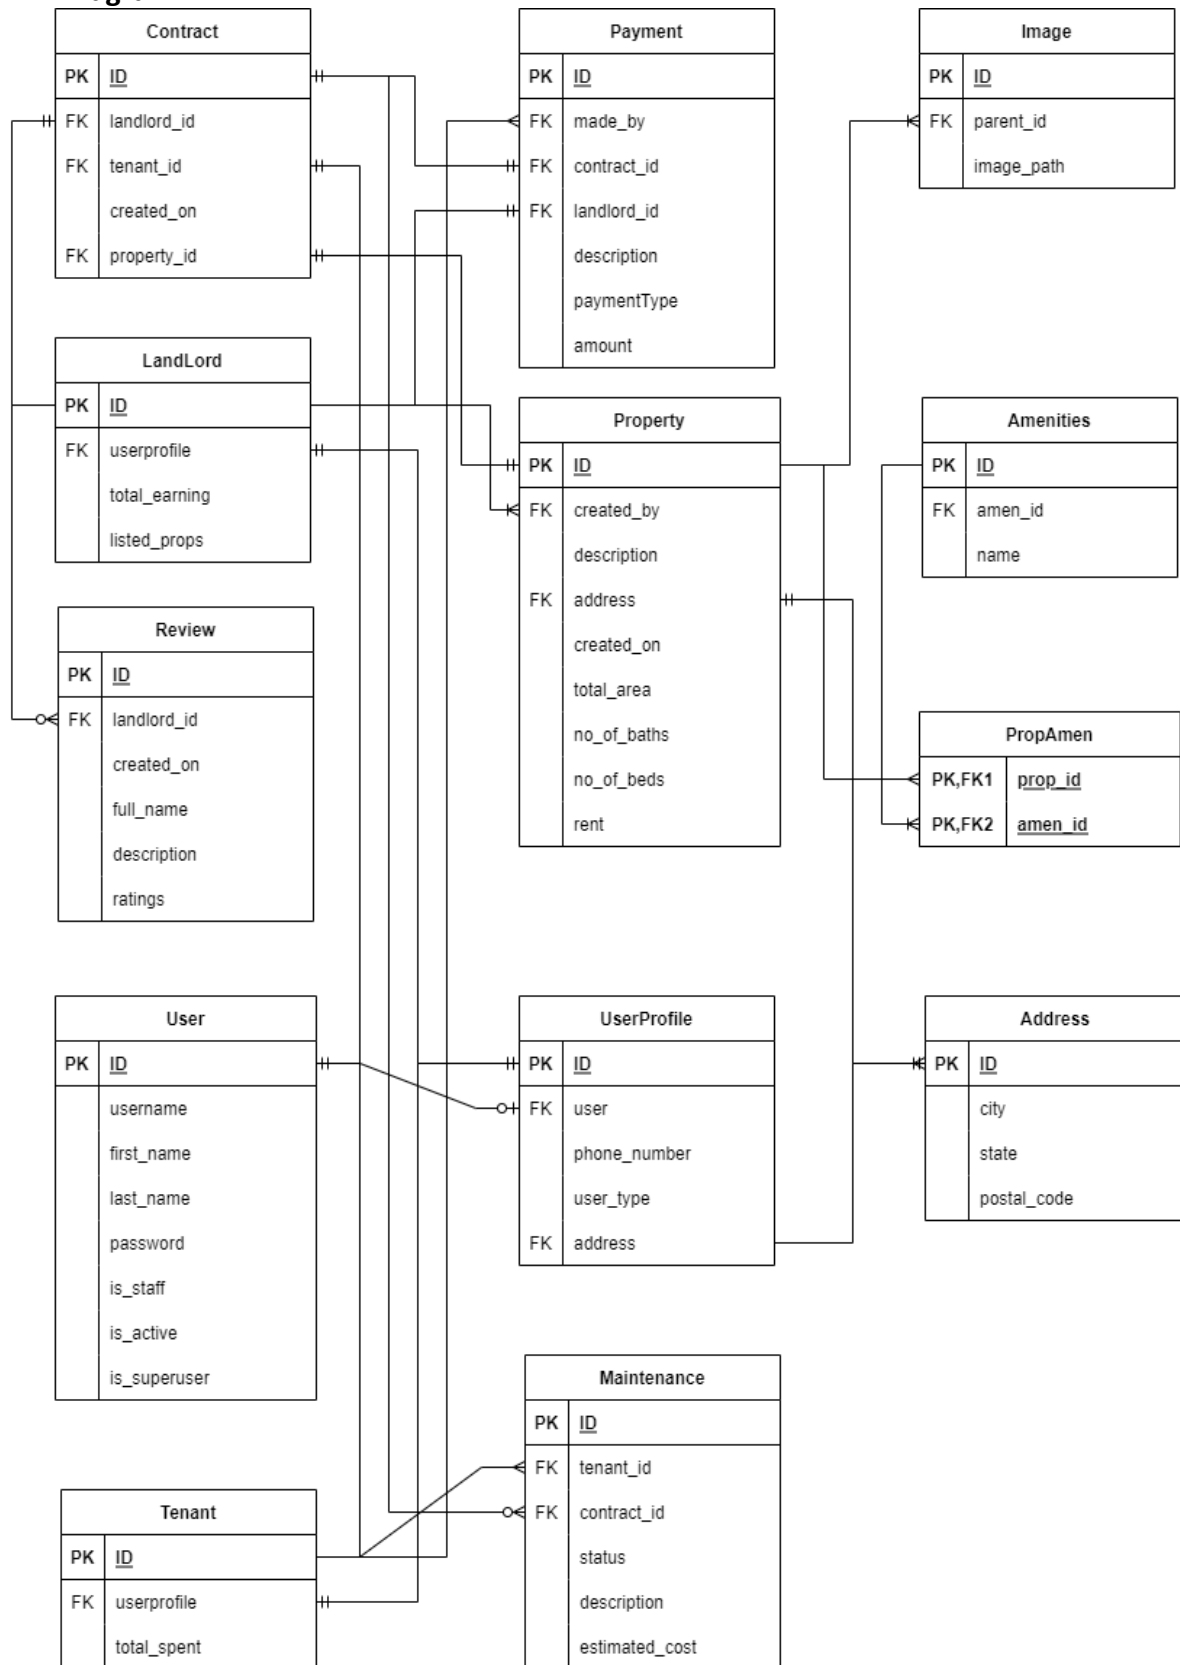 Contract
PK ID
FK landlord_id
FK tenant_id
created_on
FK property_id
Payment
PK ID
FK made_by
FK contract_id
FK landlord_id
description
paymentType
amount
Image
PK ID
FK parent_id
image_path
LandLord
PK ID
FK userprofile
total_earning
listed_props
Property
PK ID
FK created_by
description
FK address
created_on
total_area
no_of_baths
no_of_beds
rent
Amenities
PK ID
FK amen_id
name
Review
PK ID
FK landlord_id
created_on
full_name
description
ratings
PropAmen
PK,FK1 prop_id
PK,FK2 amen_id
User
PK ID
username
first_name
last_name
password
is_staff
is_active
is_superuser
UserProfile
PK ID
FK user
phone_number
user_type
FK address
Address
PK ID
city
state
postal_code
Maintenance
PK ID
FK tenant_id
FK contract_id
status
description
estimated_cost
Tenant
PK ID
FK userprofile
total_spent